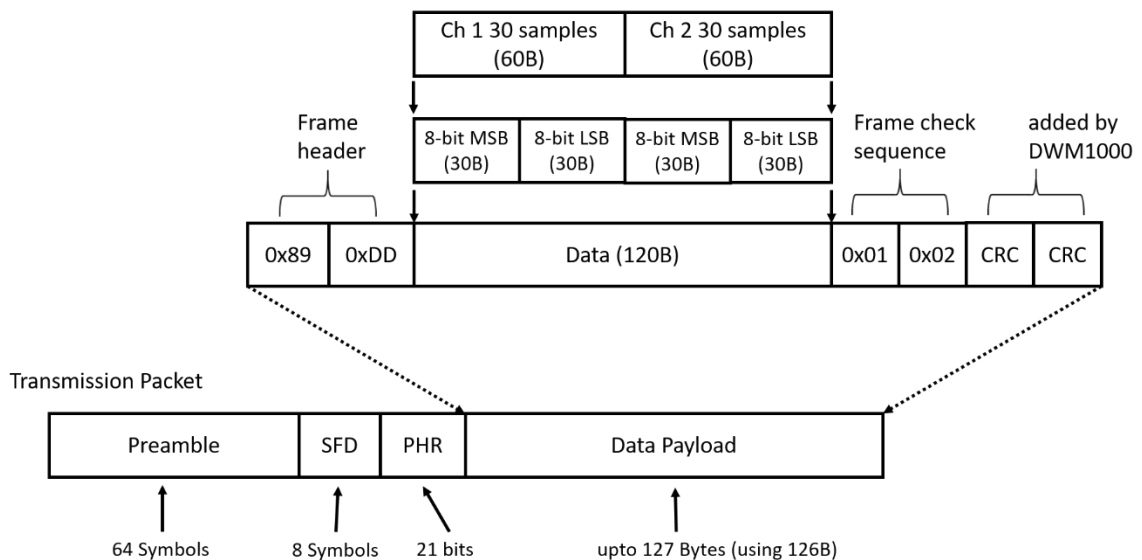 Ch 1 30 samples
(60B)
Ch 2 30 samples
(60B)
Frame
header
8-bit MSB
(30B)
8-bit LSB
(30B)
8-bit MSB
(30B)
8-bit LSB
(30B)
Frame check
sequence
added by
DWM1000
0x89
0xDD
Data (120B)
0x01
0x02
CRC
CRC
Transmission Packet
Preamble
SFD
PHR
Data Payload
64 Symbols
8 Symbols
21 bits
upto 127 Bytes (using 126B)